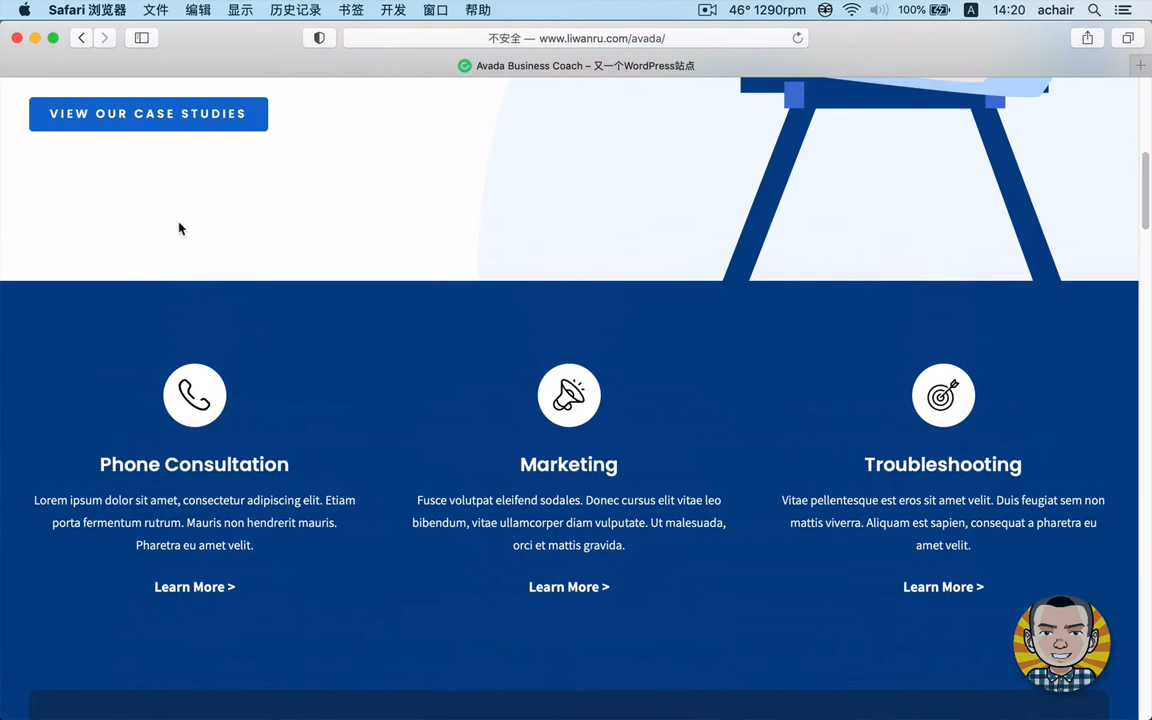 Safari 浏览器 文件 编辑 显示 历史记录 书签 开发 窗口 帮助 46° 1290rpm 100% A 14:20 achair
不安全 — www.liwanru.com/avada/
Avada Business Coach – 又一个WordPress站点
VIEW OUR CASE STUDIES
Phone Consultation
Lorem ipsum dolor sit amet, consectetur adipiscing elit. Etiam
porta fermentum rutrum. Mauris non hendrerit mauris.
Pharetra eu amet velit.
Learn More >
Marketing
Fusce volutpat eleifend sodales. Donec cursus elit vitae leo
bibendum, vitae ullamcorper diam vulputate. Ut malesuada,
orci et mattis gravida.
Learn More >
Troubleshooting
Vitae pellentesque est eros sit amet velit. Duis feugiat sem non
mattis viverra. Aliquam est sapien, consequat a pharetra eu
amet velit.
Learn More >